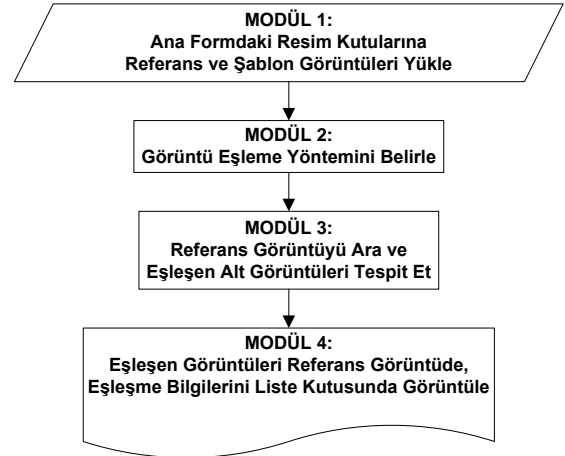 MODÜL 1:
Ana Formdaki Resim Kutularına
Referans ve Şablon Görüntüleri Yükle
MODÜL 2:
Görüntü Eşleme Yöntemini Belirle
MODÜL 3:
Referans Görüntüyü Ara ve
Eşleşen Alt Görüntüleri Tespit Et
MODÜL 4:
Eşleşen Görüntüleri Referans Görüntüde,
Eşleşme Bilgilerini Liste Kutusunda Görüntüle